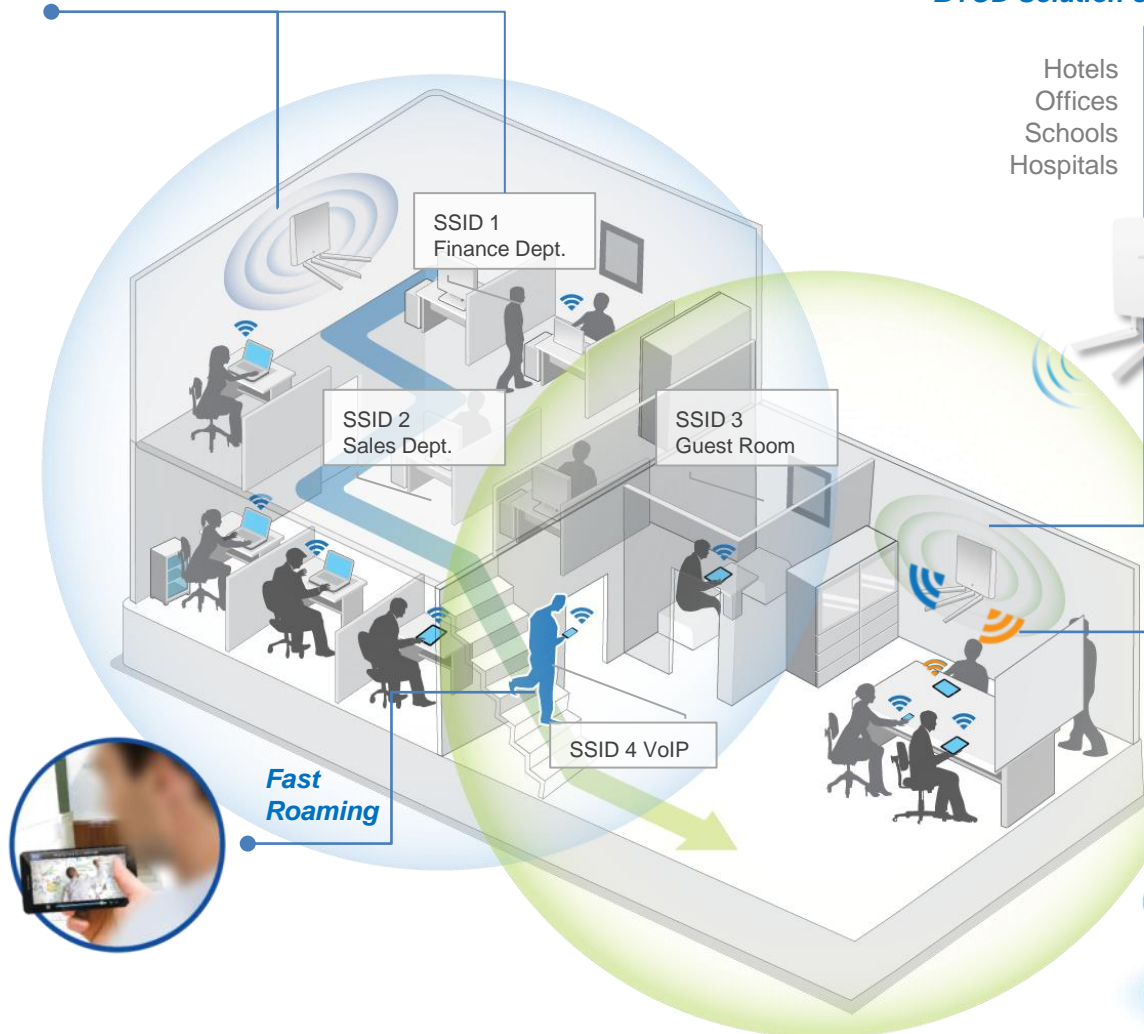 Hotels
Offices
Schools
Hospitals
SSID 1
Finance Dept.
SSID 2
Sales Dept.
SSID 3
Guest Room
SSID 4 VoIP
Fast
Roaming